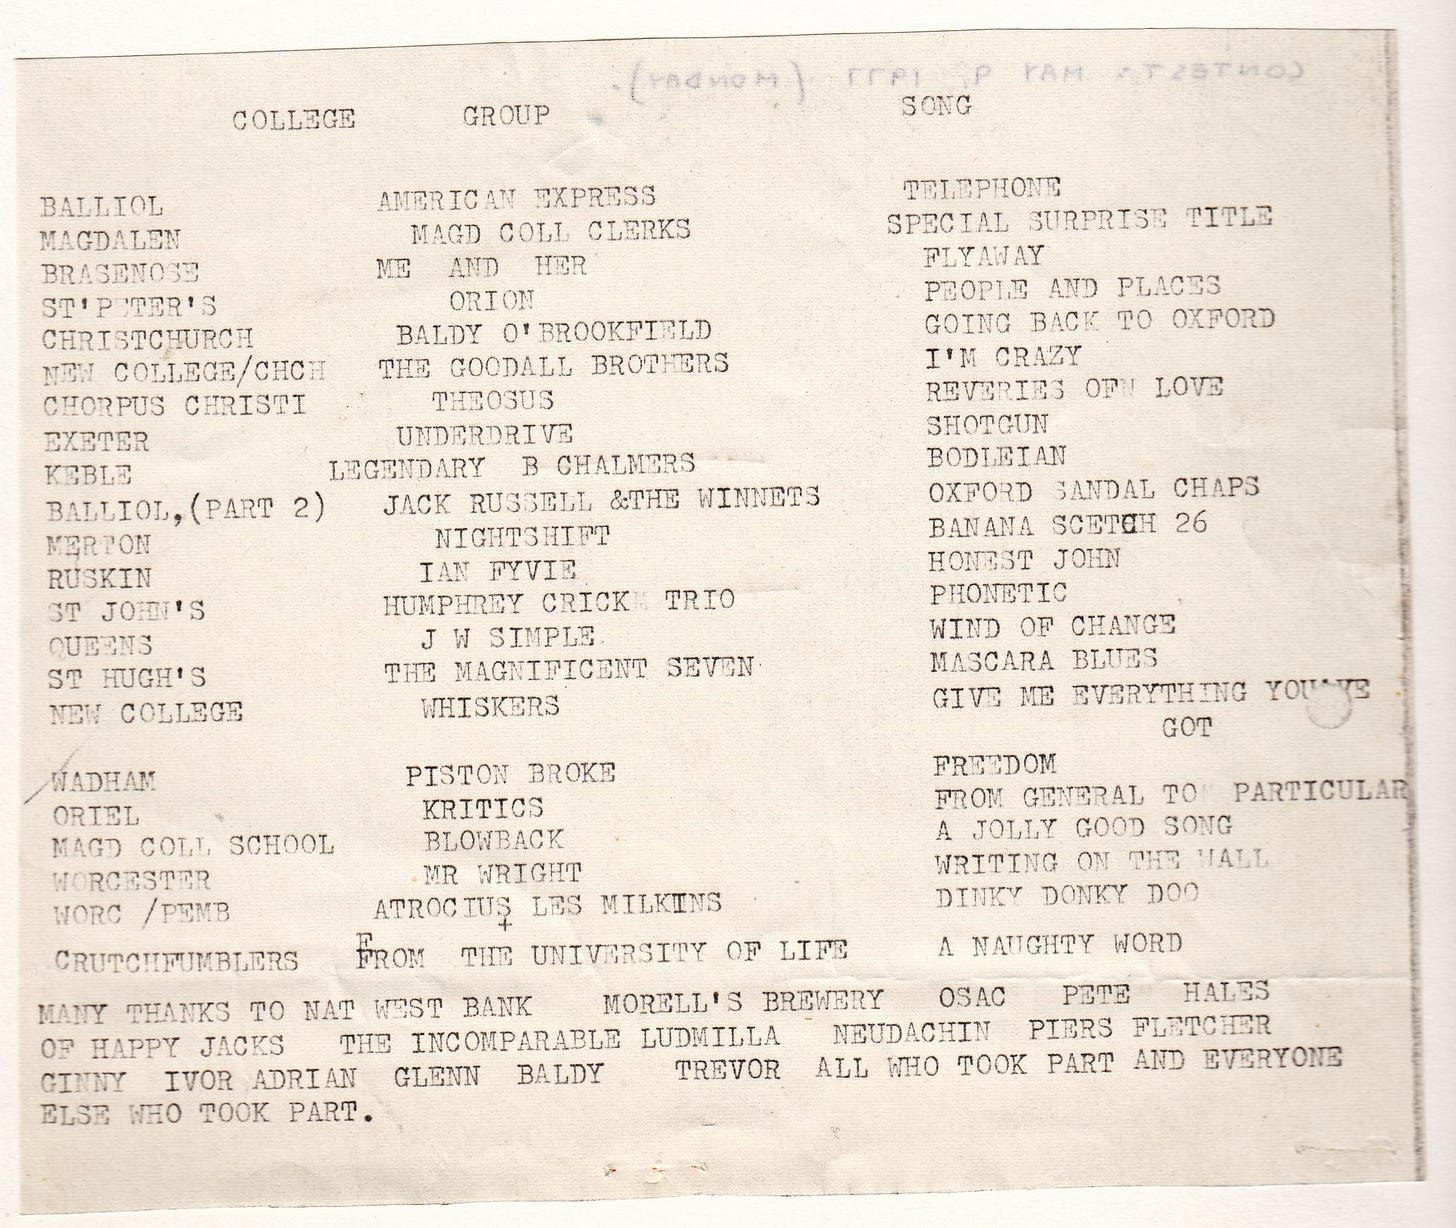 CONTEST: MAY 9 1977 (MONDAY).
COLLEGE GROUP SONG
BALLIOL AMERICAN EXPRESS TELEPHONE
MAGDALEN MAGD COLL CLERKS SPECIAL SURPRISE TITLE
BRASENOSE ME AND HER FLYAWAY
ST'PETER'S ORION PEOPLE AND PLACES
CHRISTCHURCH BALDY O'BROOKFIELD GOING BACK TO OXFORD
NEW COLLEGE/CHCH THE GOODALL BROTHERS I'M CRAZY
CHORPUS CHRISTI THEOSUS REVERIES OFN LOVE
EXETER UNDERDRIVE SHOTGUN
KEBLE LEGENDARY B CHALMERS BODLEIAN
BALLIOL,(PART 2) JACK RUSSELL &THE WINNETS OXFORD SANDAL CHAPS
MERTON NIGHTSHIFT BANANA SCETCH 26
RUSKIN IAN FYVIE HONEST JOHN
ST JOHN'S HUMPHREY CRICK TRIO PHONETIC
QUEENS J W SIMPLE WIND OF CHANGE
ST HUGH'S THE MAGNIFICENT SEVEN MASCARA BLUES
NEW COLLEGE WHISKERS GIVE ME EVERYTHING YOU'VE
GOT
WADHAM PISTON BROKE FREEDOM
ORIEL KRITICS FROM GENERAL TO PARTICULAR
MAGD COLL SCHOOL BLOWBACK A JOLLY GOOD SONG
WORCESTER MR WRIGHT WRITING ON THE WALL
WORC /PEMB ATROCIUS LES MILKINS DINKY DONKY DOO
CRUTCHFUMBLERS FROM THE UNIVERSITY OF LIFE A NAUGHTY WORD
MANY THANKS TO NAT WEST BANK MORELL'S BREWERY OSAC PETE HALES
OF HAPPY JACKS THE INCOMPARABLE LUDMILLA NEUDACHIN PIERS FLETCHER
GINNY IVOR ADRIAN GLENN BALDY TREVOR ALL WHO TOOK PART AND EVERYONE
ELSE WHO TOOK PART.